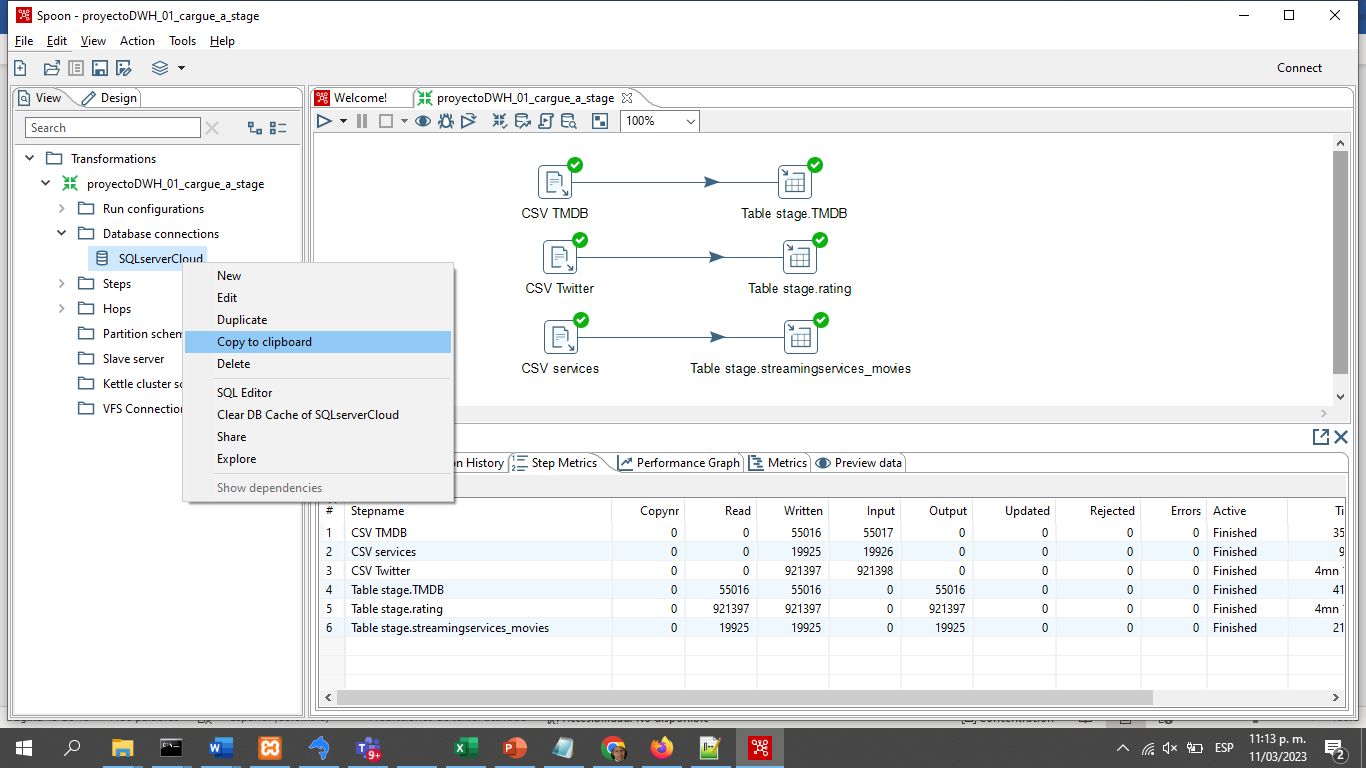 Spoon - proyectoDWH_01_cargue_a_stage
File Edit View Action Tools Help
Connect
View Design
Welcome! proyectoDWH_01_cargue_a_stage
Search
100%
Transformations
proyectoDWH_01_cargue_a_stage
Run configurations
Database connections
SQLserverCloud
Steps
Hops
Partition schem
Slave server
Kettle cluster sc
VFS Connection
New
Edit
Duplicate
Copy to clipboard
Delete
SQL Editor
Clear DB Cache of SQLserverCloud
Share
Explore
Show dependencies
CSV TMDB Table stage.TMDB
CSV Twitter Table stage.rating
CSV services Table stage.streamingservices_movies
n History Step Metrics Performance Graph Metrics Preview data
# Stepname Copynr Read Written Input Output Updated Rejected Errors Active Ti
1 CSV TMDB 0 0 55016 55017 0 0 0 0 Finished 35
2 CSV services 0 0 19925 19926 0 0 0 0 Finished 9
3 CSV Twitter 0 0 921397 921398 0 0 0 0 Finished 4mn
4 Table stage.TMDB 0 55016 55016 0 55016 0 0 0 Finished 41
5 Table stage.rating 0 921397 921397 0 921397 0 0 0 Finished 4mn
6 Table stage.streamingservices_movies 0 19925 19925 0 19925 0 0 0 Finished 21
9+
ESP
11:13 p. m.
11/03/2023
2